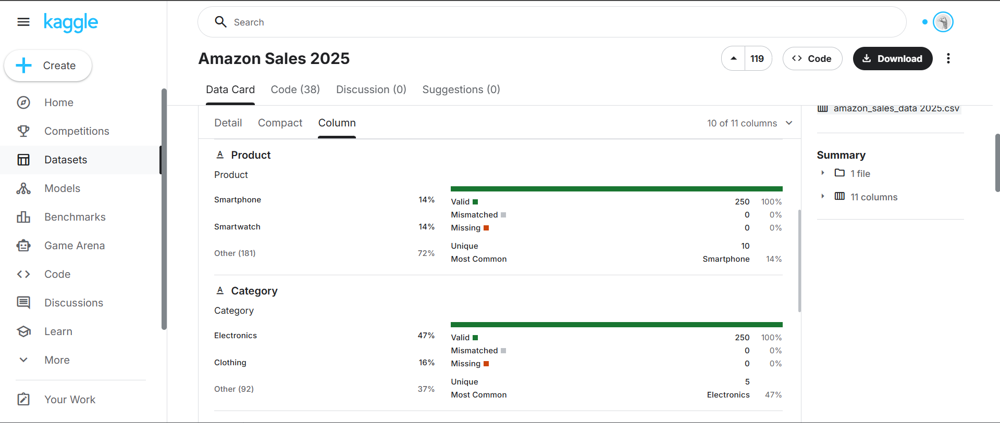 kaggle
Search
Create
Home
Competitions
Datasets
Models
Benchmarks
Game Arena
Code
Discussions
Learn
More
Your Work
Amazon Sales 2025
119
Code
Download
Data Card
Code (38)
Discussion (0)
Suggestions (0)
Detail
Compact
Column
10 of 11 columns
Product
Product
Smartphone 14%
Smartwatch 14%
Other (181) 72%
Valid 250 100%
Mismatched 0 0%
Missing 0 0%
Unique 10
Most Common Smartphone 14%
Category
Category
Electronics 47%
Clothing 16%
Other (92) 37%
Valid 250 100%
Mismatched 0 0%
Missing 0 0%
Unique 5
Most Common Electronics 47%
amazon_sales_data 2025.csv
Summary
1 file
11 columns